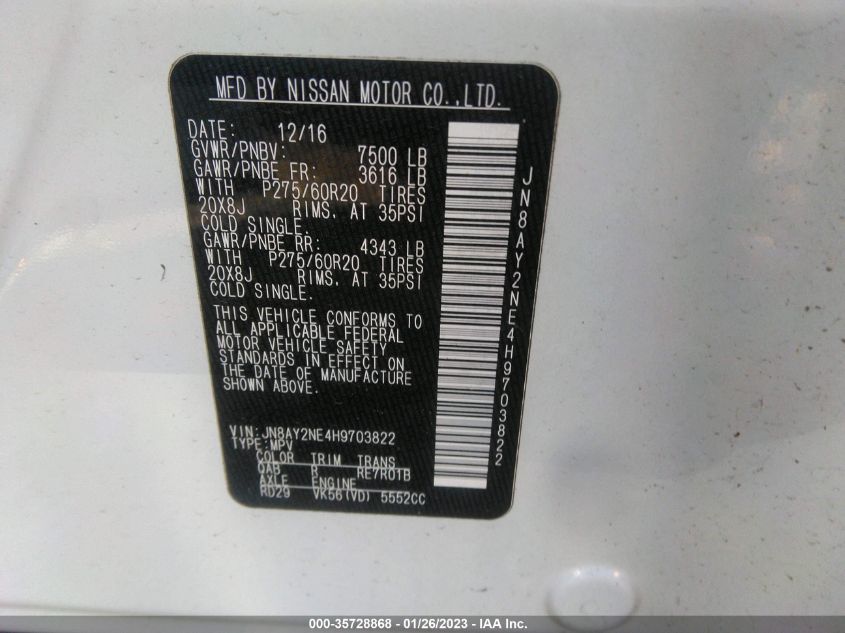 MFD BY NISSAN MOTOR CO.,LTD.
DATE: 12/16
GVWR/PNBV: 7500 LB
GAWR/PNBE FR: 3616 LB
WITH P275/60R20 TIRES
20X8J RIMS, AT 35PSI
COLD SINGLE.
GAWR/PNBE RR: 4343 LB
WITH P275/60R20 TIRES
20X8J RIMS, AT 35PSI
COLD SINGLE.
THIS VEHICLE CONFORMS TO
ALL APPLICABLE FEDERAL
MOTOR VEHICLE SAFETY
STANDARDS IN EFFECT ON
THE DATE OF MANUFACTURE
SHOWN ABOVE.
VIN:JN8AY2NE4H9703822
TYPE:MPV
COLOR TRIM TRANS
QAB R RE7R01B
AXLE ENGINE
RD29 VK56(VD) 5552CC
JN8AY2NE4H9703822
000-35728868 — 01/26/2023 — IAA Inc.